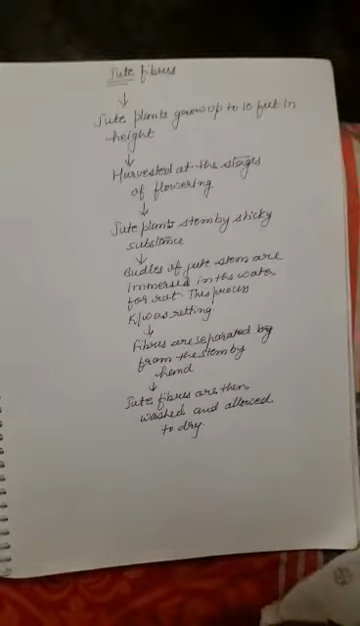 Jute fibres
↓
Jute plants grow up to 10 feet in
height
↓
Harvested at the stages
of flowering
↓
Jute plant stem by sticky
substance
↓
Budles of jute stem are
immersed in the water
for rot. This process
K/w as retting.
↓
Fibrus are separated by
from the stem by
hand
↓
Jute fibres are then
washed and allowed
to dry.